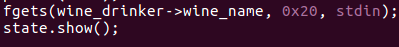 fgets(wine_drinker->wine_name, 0x20, stdin);
state.show();